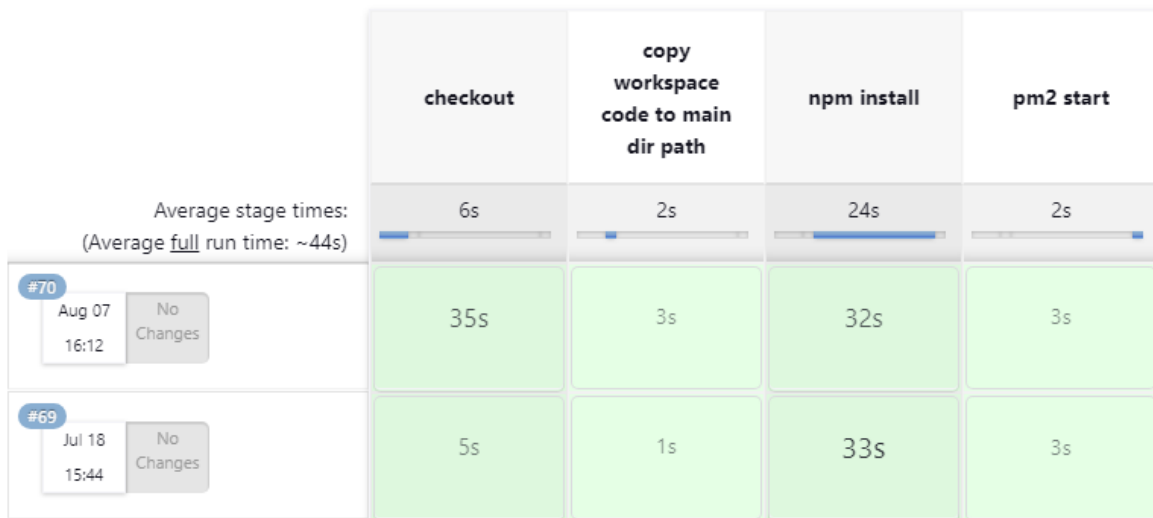 checkout
copy
workspace
code to main
dir path
npm install
pm2 start
Average stage times:
(Average full run time: ~44s)
6s
2s
24s
2s
#70
Aug 07
16:12
No
Changes
35s
3s
32s
3s
#69
Jul 18
15:44
No
Changes
5s
1s
33s
3s